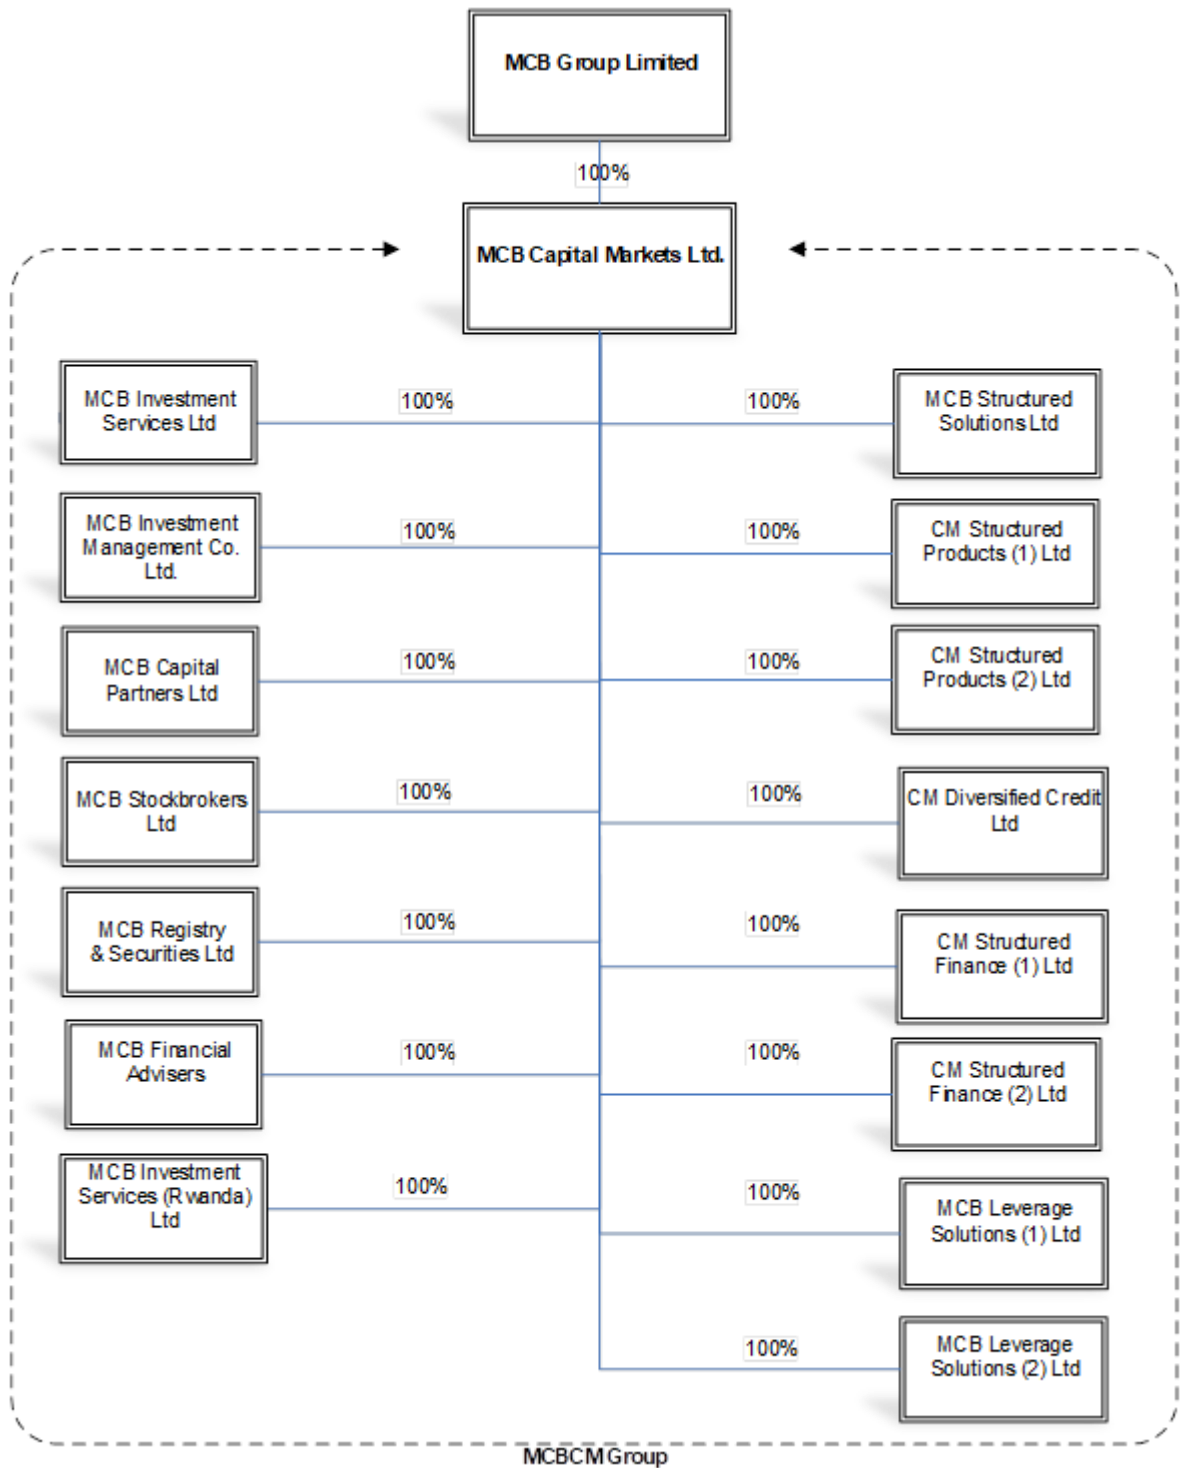 MCB Group Limited
100%
MCB Capital Markets Ltd.
MCB Investment
Services Ltd
100%
100%
MCB Structured
Solutions Ltd
MCB Investment
Management Co.
Ltd.
100%
100%
CM Structured
Products (1) Ltd
MCB Capital
Partners Ltd
100%
100%
CM Structured
Products (2) Ltd
MCB Stockbrokers
Ltd
100%
100%
CM Diversified Credit
Ltd
MCB Registry
& Securities Ltd
100%
100%
CM Structured
Finance (1) Ltd
MCB Financial
Advisers
100%
100%
CM Structured
Finance (2) Ltd
MCB Investment
Services (Rwanda)
Ltd
100%
100%
MCB Leverage
Solutions (1) Ltd
100%
MCB Leverage
Solutions (2) Ltd
MCBCM Group